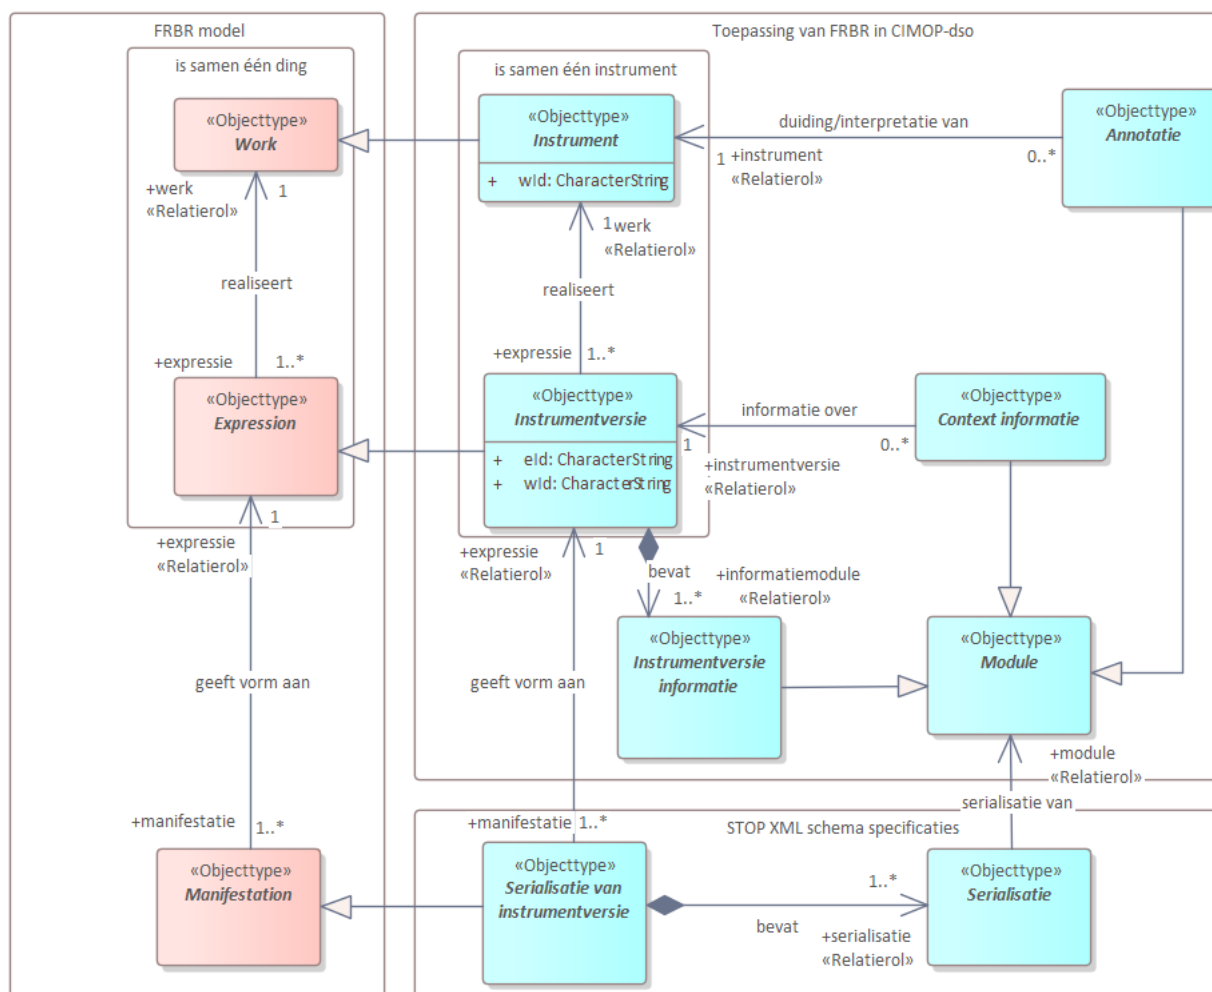 FRBR model
is samen één ding
«Objecttype»
Work
+werk
«Relatierol»
1
realiseert
+expressie
1..*
«Objecttype»
Expression
1
+expressie
«Relatierol»
geeft vorm aan
+manifestatie
1..*
«Objecttype»
Manifestation
Toepassing van FRBR in CIMOP-dso
is samen één instrument
«Objecttype»
Instrument
+ wId: CharacterString
1
werk
«Relatierol»
realiseert
+expressie
1..*
«Objecttype»
Instrumentversie
+ eId: CharacterString
+ wId: CharacterString
duiding/interpretatie van
1
+instrument
«Relatierol»
0..*
«Objecttype»
Annotatie
informatie over
1
0..*
+instrumentversie
«Relatierol»
«Objecttype»
Context informatie
+expressie
«Relatierol»
1
bevat
1..*
+informatiemodule
«Relatierol»
«Objecttype»
Instrumentversie
informatie
«Objecttype»
Module
geeft vorm aan
+module
«Relatierol»
serialisatie van
+manifestatie
1..*
STOP XML schema specificaties
«Objecttype»
Serialisatie van
instrumentversie
bevat
1..*
+serialisatie
«Relatierol»
«Objecttype»
Serialisatie